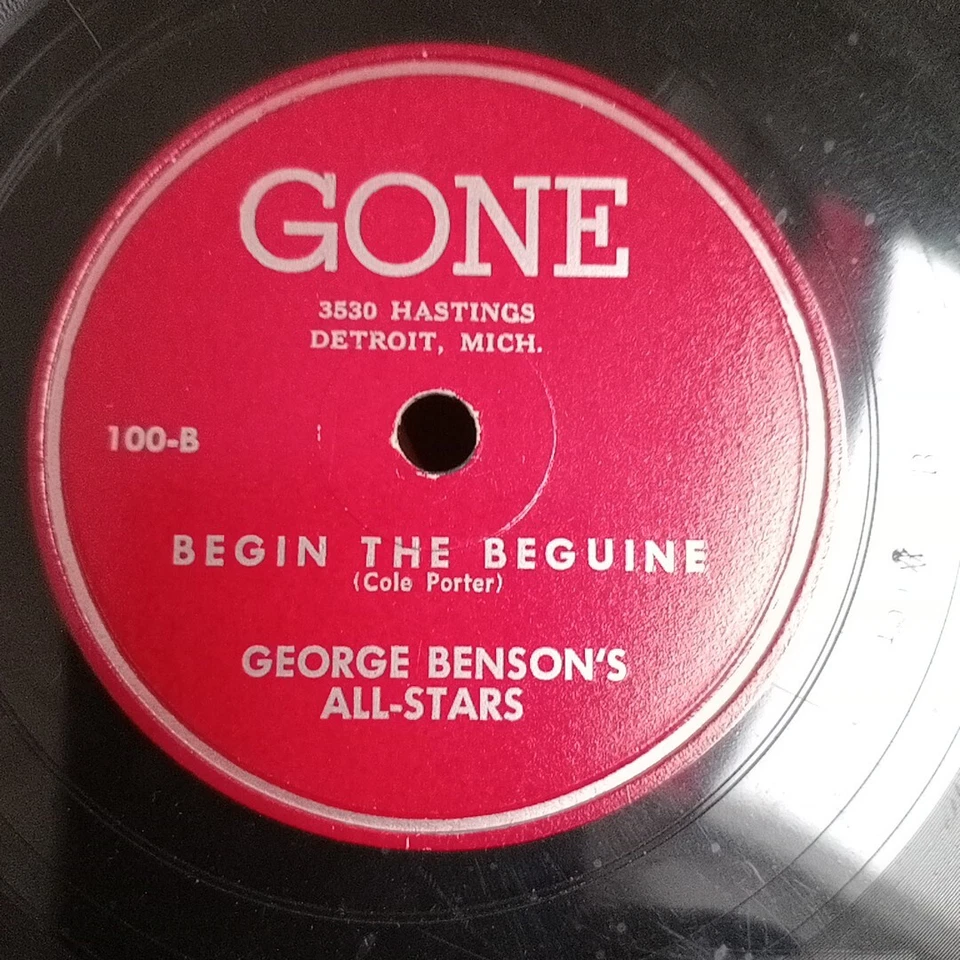 GONE
3530 HASTINGS
DETROIT, MICH.
100-B
BEGIN THE BEGUINE
(Cole Porter)
GEORGE BENSON'S
ALL-STARS